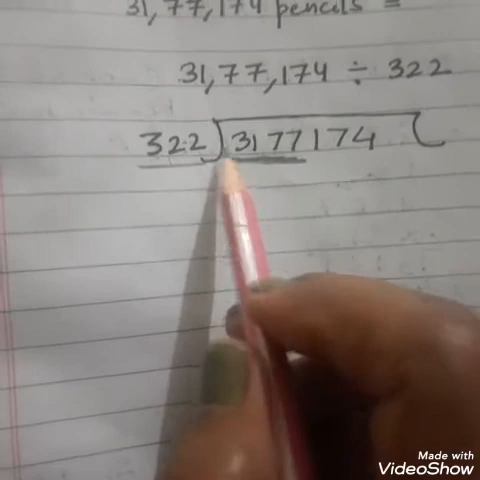 31,77,174 pencils =
31,77,174 ÷ 322
322)3177174(
Made with
VideoShow